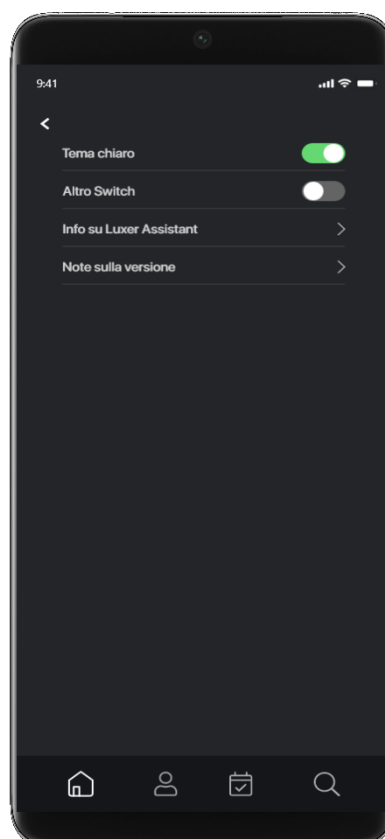 9:41
Tema chiaro
Altro Switch
Info su Luxer Assistant
Note sulla versione